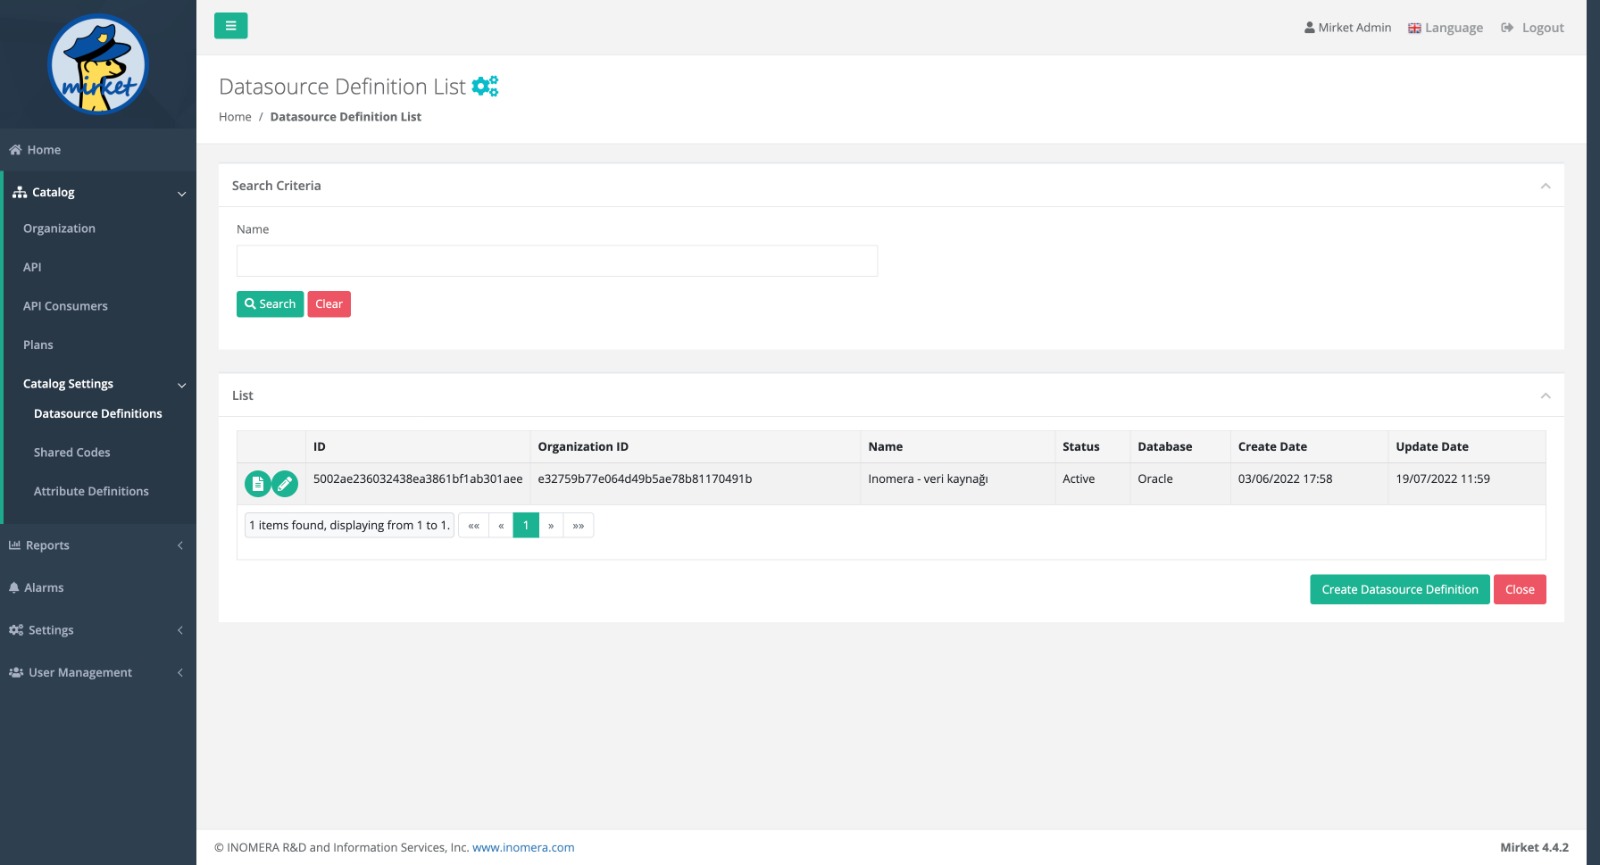 mirket
Mirket Admin Language Logout
Datasource Definition List
Home / Datasource Definition List
Home
Catalog
Organization
API
API Consumers
Plans
Catalog Settings
Datasource Definitions
Shared Codes
Attribute Definitions
Reports
Alarms
Settings
User Management
Search Criteria
Name
Search Clear
List
ID Organization ID Name Status Database Create Date Update Date
5002ae236032438ea3861bf1ab301aee e32759b77e064d49b5ae78b81170491b Inomera - veri kaynağı Active Oracle 03/06/2022 17:58 19/07/2022 11:59
1 items found, displaying from 1 to 1. «« « 1 » »»
Create Datasource Definition Close
© INOMERA R&D and Information Services, Inc. www.inomera.com
Mirket 4.4.2